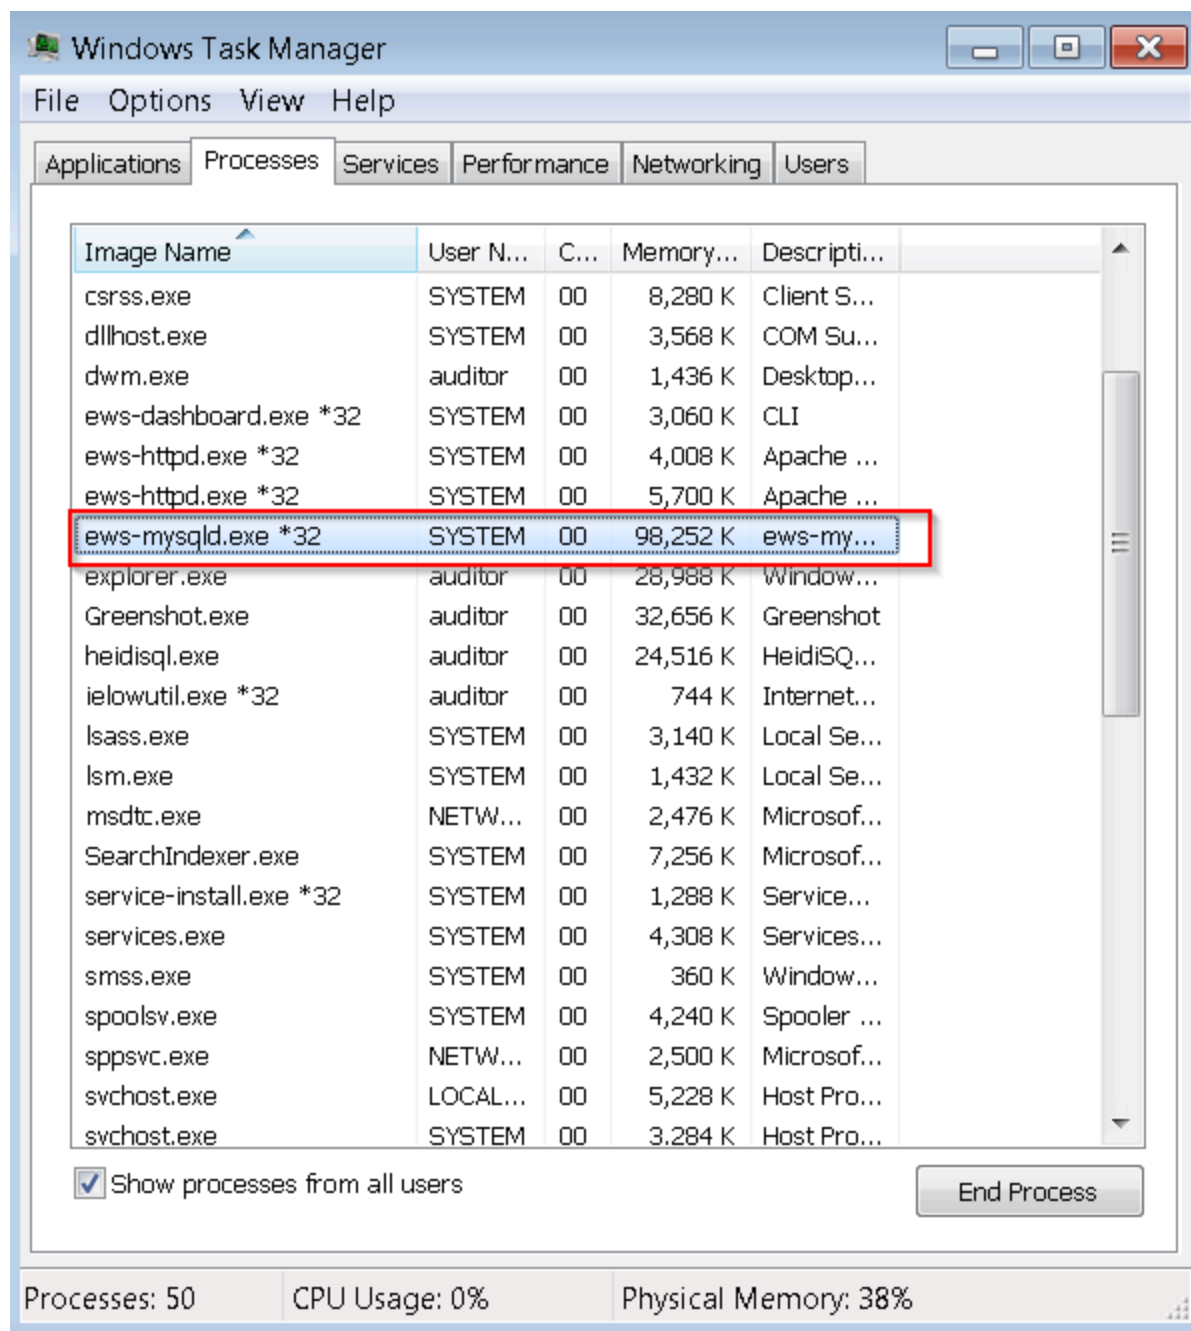 Windows Task Manager
File Options View Help
Applications Processes Services Performance Networking Users
Image Name User N... C... Memory... Descripti...
csrss.exe SYSTEM 00 8,280 K Client S...
dllhost.exe SYSTEM 00 3,568 K COM Su...
dwm.exe auditor 00 1,436 K Desktop...
ews-dashboard.exe *32 SYSTEM 00 3,060 K CLI
ews-httpd.exe *32 SYSTEM 00 4,008 K Apache ...
ews-httpd.exe *32 SYSTEM 00 5,700 K Apache ...
ews-mysqld.exe *32 SYSTEM 00 98,252 K ews-my...
explorer.exe auditor 00 28,988 K Window...
Greenshot.exe auditor 00 32,656 K Greenshot
heidisql.exe auditor 00 24,516 K HeidiSQ...
ielowutil.exe *32 auditor 00 744 K Internet...
lsass.exe SYSTEM 00 3,140 K Local Se...
lsm.exe SYSTEM 00 1,432 K Local Se...
msdtc.exe NETW... 00 2,476 K Microsof...
SearchIndexer.exe SYSTEM 00 7,256 K Microsof...
service-install.exe *32 SYSTEM 00 1,288 K Service...
services.exe SYSTEM 00 4,308 K Services...
smss.exe SYSTEM 00 360 K Window...
spoolsv.exe SYSTEM 00 4,240 K Spooler ...
sppsvc.exe NETW... 00 2,500 K Microsof...
svchost.exe LOCAL... 00 5,228 K Host Pro...
svchost.exe SYSTEM 00 3,284 K Host Pro...
Show processes from all users
End Process
Processes: 50 CPU Usage: 0% Physical Memory: 38%